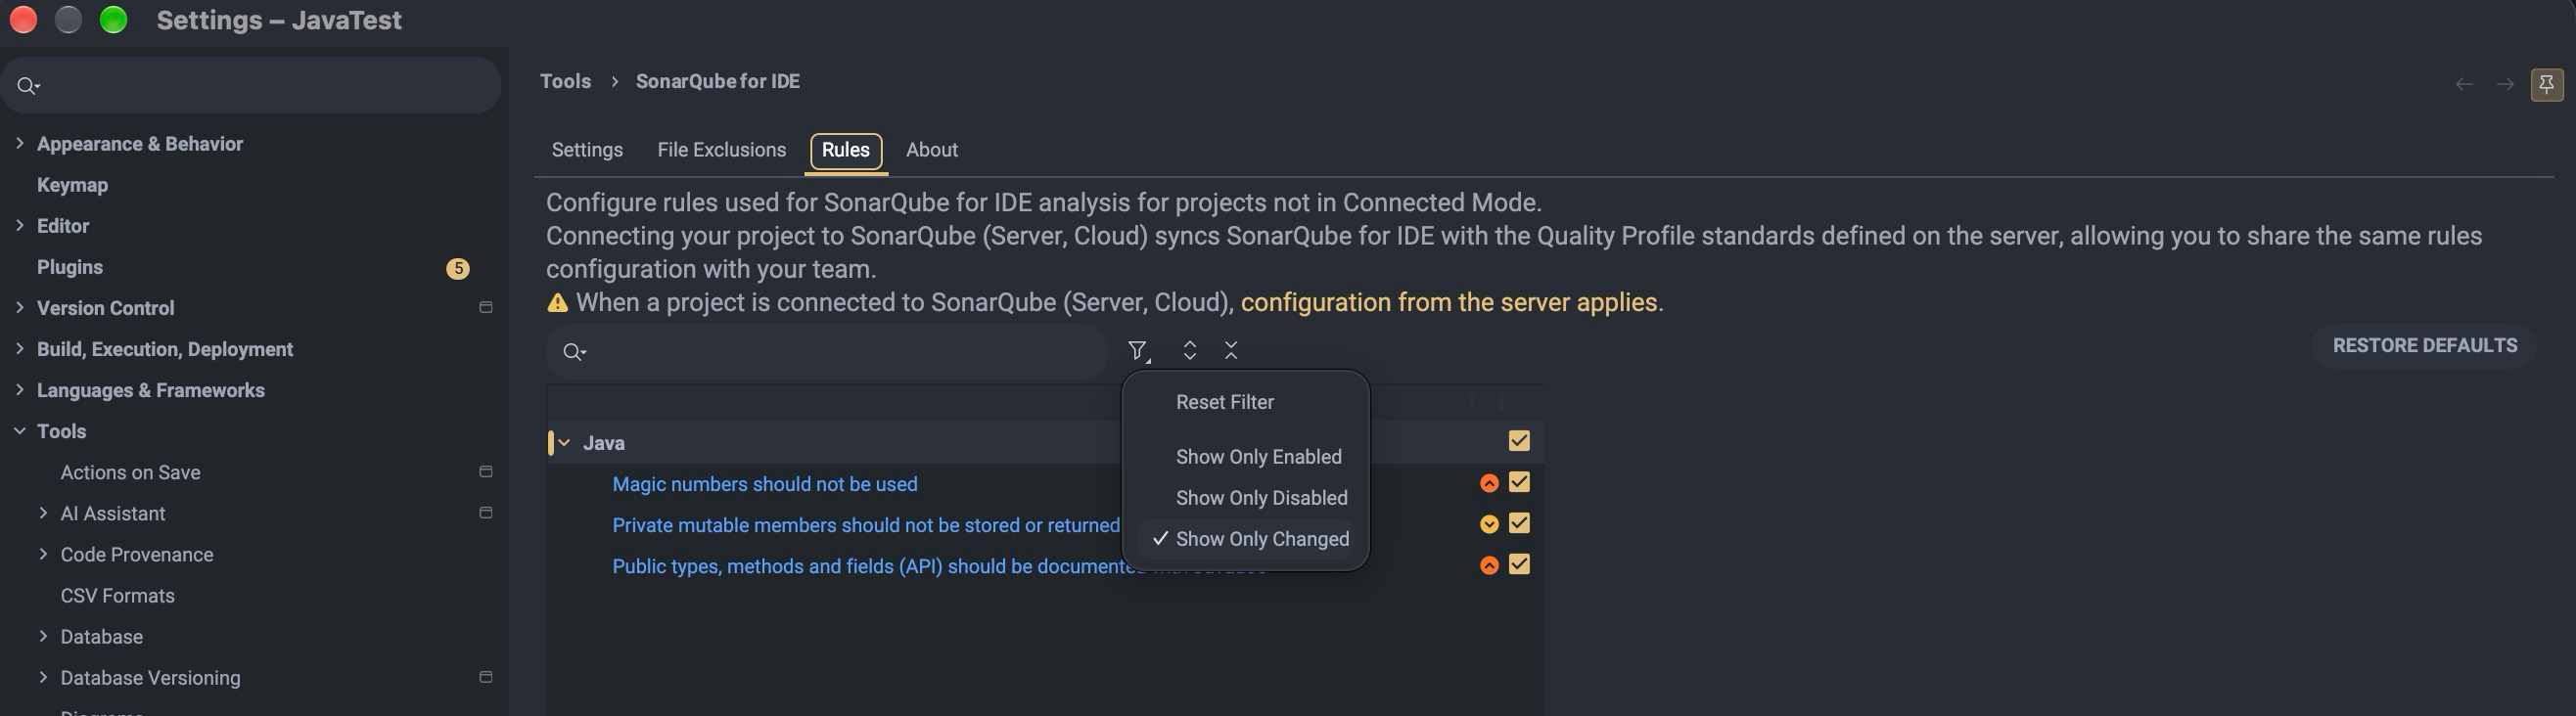 Settings – JavaTest
Appearance & Behavior
Keymap
Editor
Plugins
5
Version Control
Build, Execution, Deployment
Languages & Frameworks
Tools
Actions on Save
AI Assistant
Code Provenance
CSV Formats
Database
Database Versioning
Tools › SonarQube for IDE
Settings File Exclusions Rules About
Configure rules used for SonarQube for IDE analysis for projects not in Connected Mode.
Connecting your project to SonarQube (Server, Cloud) syncs SonarQube for IDE with the Quality Profile standards defined on the server, allowing you to share the same rules
configuration with your team.
When a project is connected to SonarQube (Server, Cloud), configuration from the server applies.
RESTORE DEFAULTS
Java
Magic numbers should not be used
Private mutable members should not be stored or returned
Public types, methods and fields (API) should be documented
Reset Filter
Show Only Enabled
Show Only Disabled
Show Only Changed